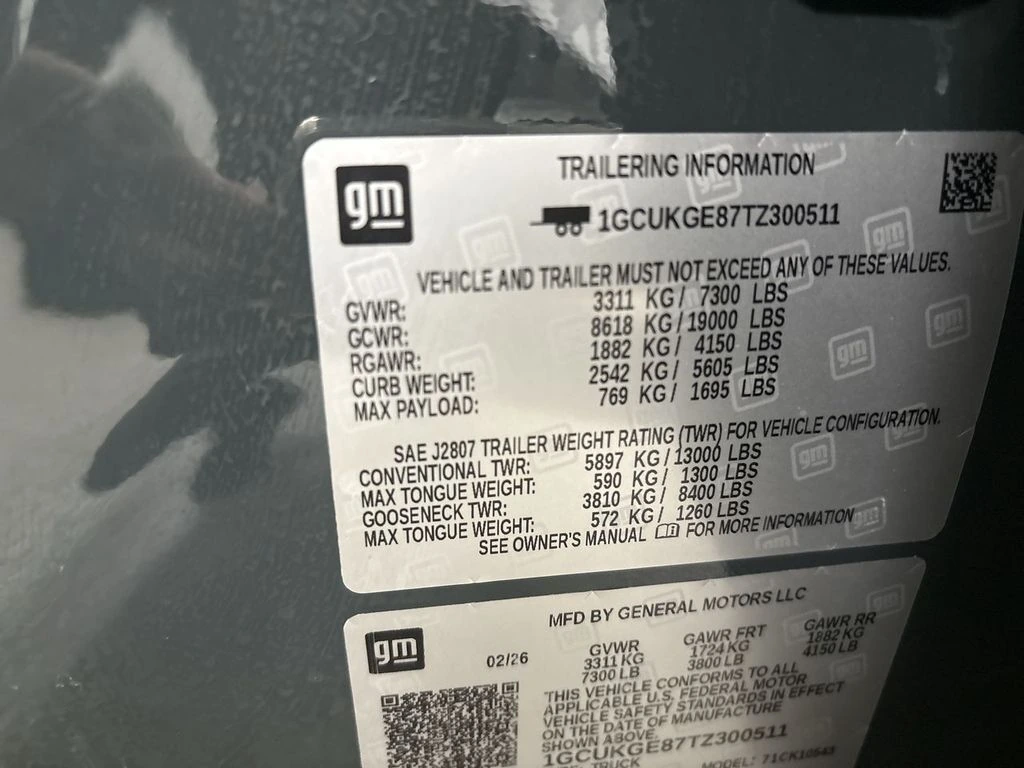 gm
TRAILERING INFORMATION
1GCUKGE87TZ300511
VEHICLE AND TRAILER MUST NOT EXCEED ANY OF THESE VALUES.
GVWR: 3311 KG/ 7300 LBS
GCWR: 8618 KG/19000 LBS
RGAWR: 1882 KG/ 4150 LBS
CURB WEIGHT: 2542 KG/ 5605 LBS
MAX PAYLOAD: 769 KG/ 1695 LBS
SAE J2807 TRAILER WEIGHT RATING (TWR) FOR VEHICLE CONFIGURATION.
CONVENTIONAL TWR: 5897 KG/13000 LBS
MAX TONGUE WEIGHT: 590 KG/ 1300 LBS
GOOSENECK TWR: 3810 KG/ 8400 LBS
MAX TONGUE WEIGHT: 572 KG/ 1260 LBS
SEE OWNER'S MANUAL FOR MORE INFORMATION
gm
MFD BY GENERAL MOTORS LLC
02/26 GVWR GAWR FRT GAWR RR
3311 KG 1724 KG 1882 KG
7300 LB 3800 LB 4150 LB
THIS VEHICLE CONFORMS TO ALL
APPLICABLE U.S. FEDERAL MOTOR
VEHICLE SAFETY STANDARDS IN EFFECT
ON THE DATE OF MANUFACTURE
SHOWN ABOVE.
1GCUKGE87TZ300511
TYPE: TRUCK MODEL: 71CK10543